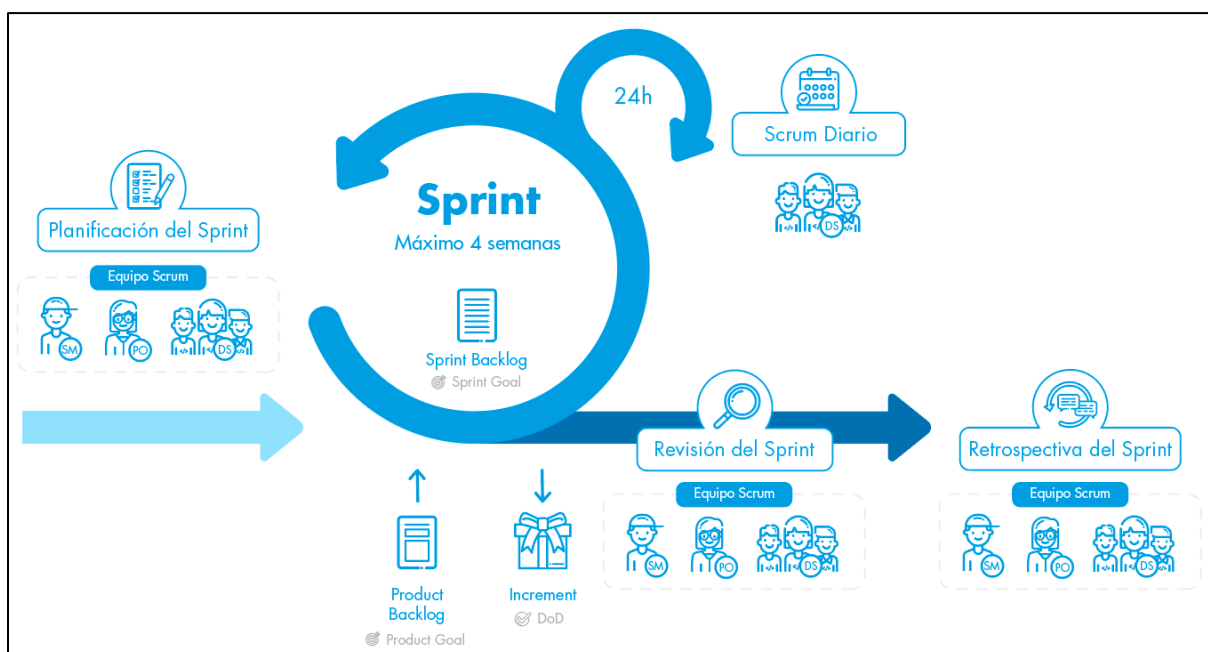 24h
Scrum Diario
DS
Sprint
Máximo 4 semanas
Planificación del Sprint
Equipo Scrum
SM
PO
DS
Sprint Backlog
Sprint Goal
Revisión del Sprint
Equipo Scrum
SM
PO
DS
Retrospectiva del Sprint
Equipo Scrum
SM
PO
DS
Product
Backlog
Product Goal
Increment
DoD